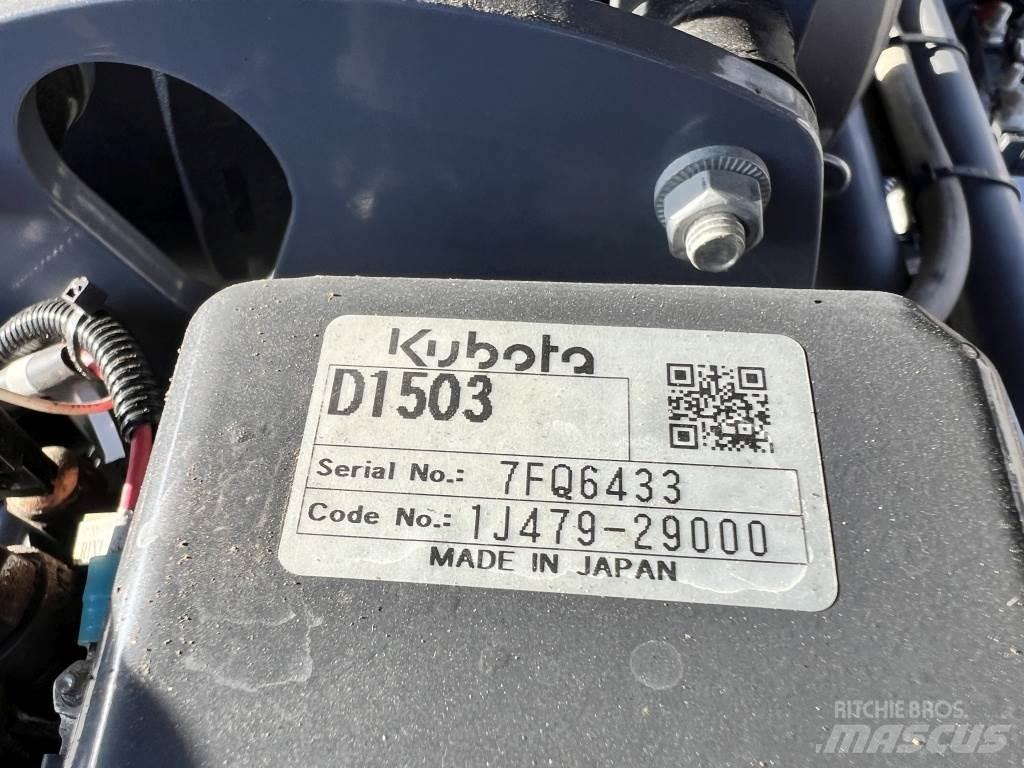 Kubota
D1503
Serial No.: 7FQ6433
Code No.: 1J479-29000
MADE IN JAPAN
RITCHIE BROS.
MASCUS